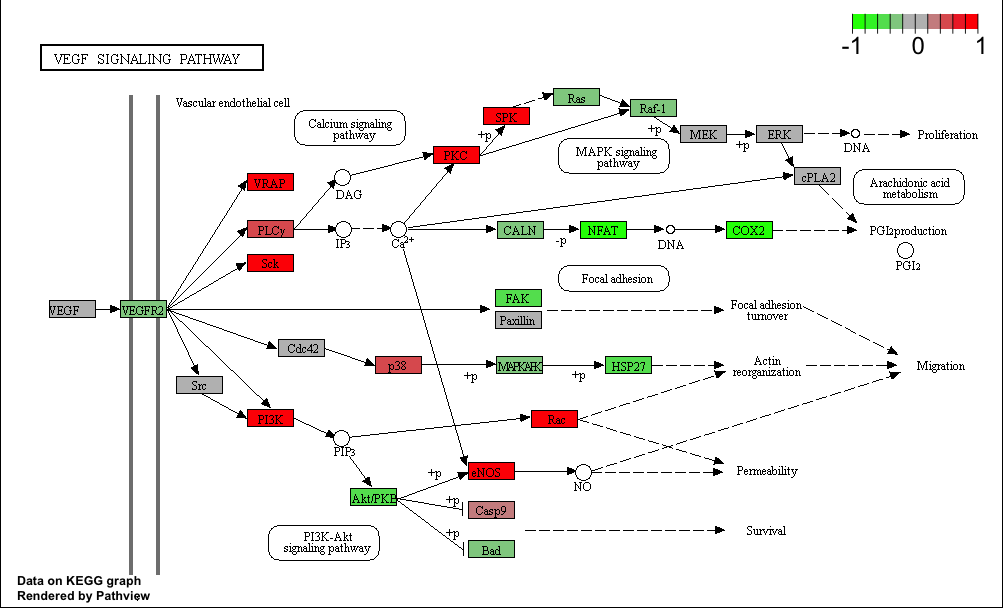 -1 0 1
VEGF SIGNALING PATHWAY
Vascular endothelial cell
Calcium signaling
pathway
SPK
Ras
Raf-1
+p
+p
MEK
+p
ERK
DNA
Proliferation
MAPK signaling
pathway
PKC
cPLA2
Arachidonic acid
metabolism
VRAP
DAG
PLCγ
IP3
Ca2+
CALN
-p
NFAT
DNA
COX2
PGI2production
PGI2
Sck
Focal adhesion
VEGF
VEGFR2
FAK
Paxillin
Focal adhesion
turnover
Cdc42
p38
+p
MAPKAPK
+p
HSP27
Actin
reorganization
Migration
Src
PI3K
Rac
PIP3
Akt/PKB
+p
eNOS
NO
Permeability
+p
Casp9
+p
Bad
Survival
PI3K-Akt
signaling pathway
Data on KEGG graph
Rendered by Pathview